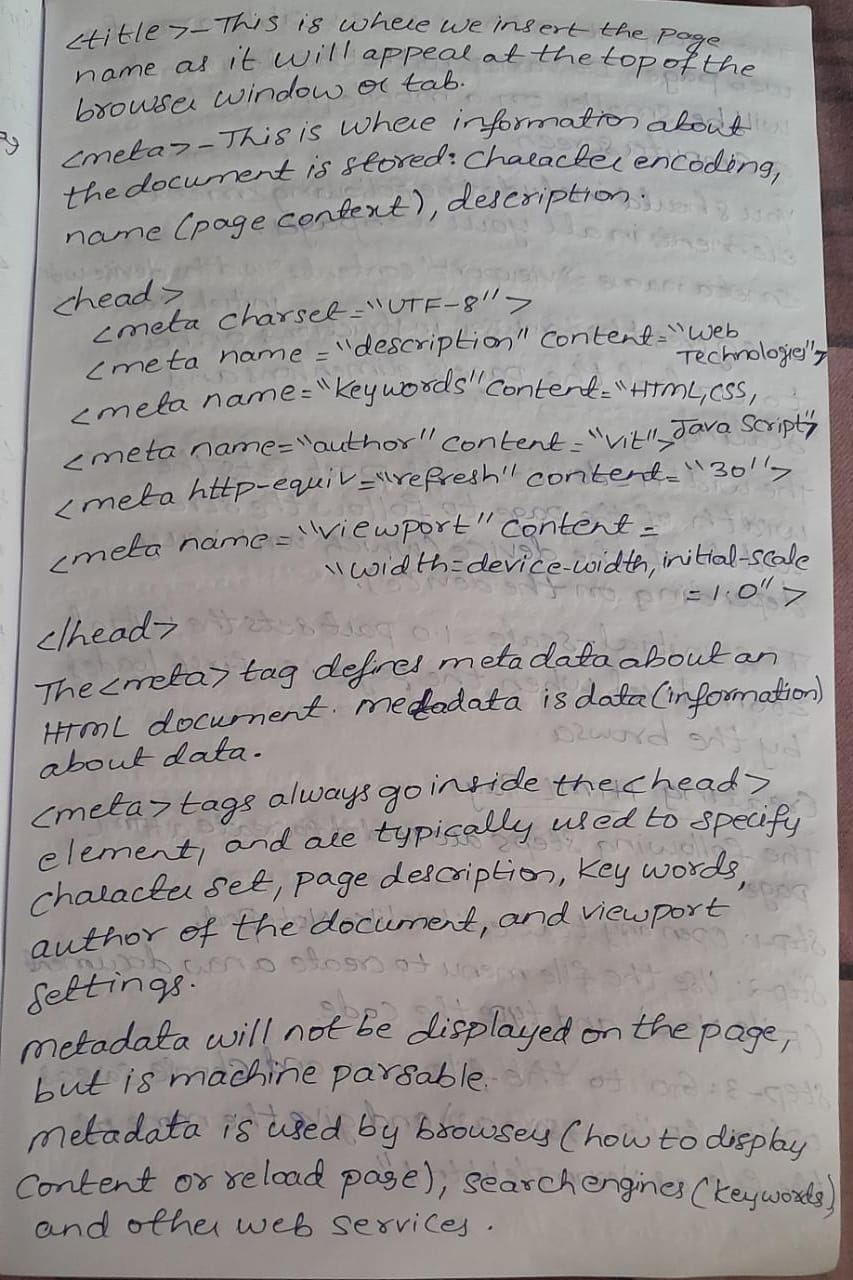 <title>- This is where we insert the page
name as it will appear at the top of the
browser window or tab.
<meta> - This is where information about
the document is stored: Character encoding,
name (page context), description.
<head>
<meta charset="UTF-8">
<meta name="description" content="Web
Technologies">
<meta name="keywords" content="HTML, CSS,
Java Script">
<meta name="author" content="vit">
<meta http-equiv="refresh" content="30">
<meta name="viewport" content=
"width=device-width, initial-scale
=1.0">
</head>
The <meta> tag defines metadata about an
HTML document. metadata is data (information)
about data.
<meta> tags always go inside the <head>
element, and are typically used to specify
character set, page description, key words,
author of the document, and viewport
settings.
metadata will not be displayed on the page,
but is machine parsable.
metadata is used by browsers (how to display
content or reload page), search engines (keywords)
and other web services.